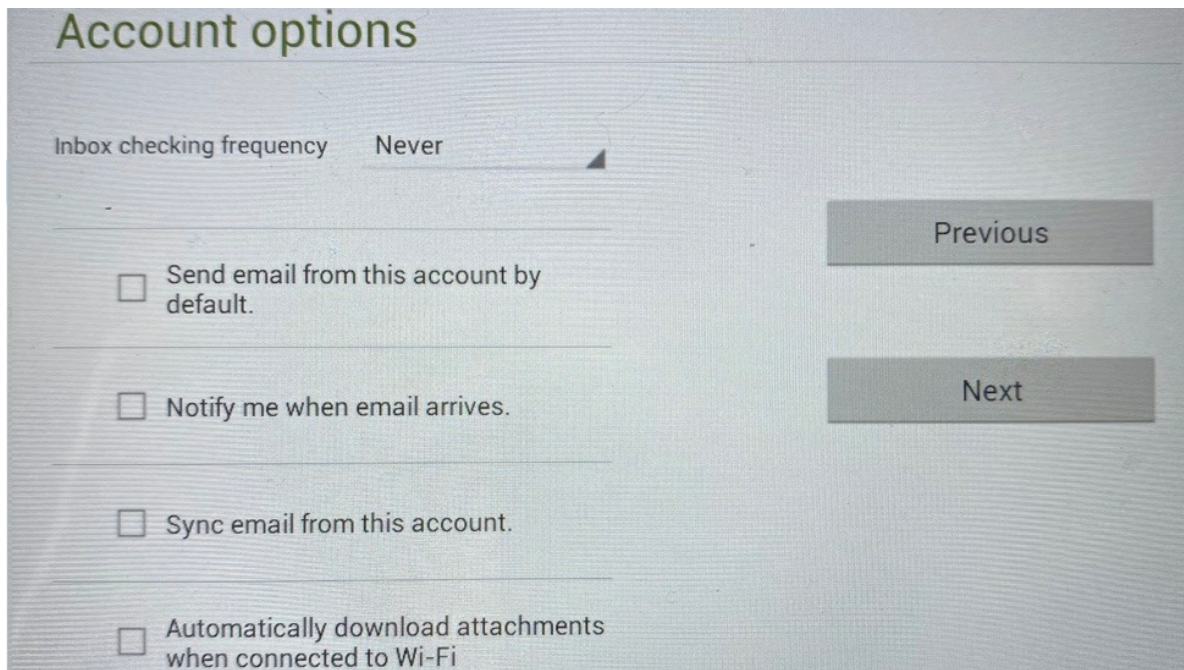 Account options
Inbox checking frequency Never
Previous
Send email from this account by
default.
Next
Notify me when email arrives.
Sync email from this account.
Automatically download attachments
when connected to Wi-Fi